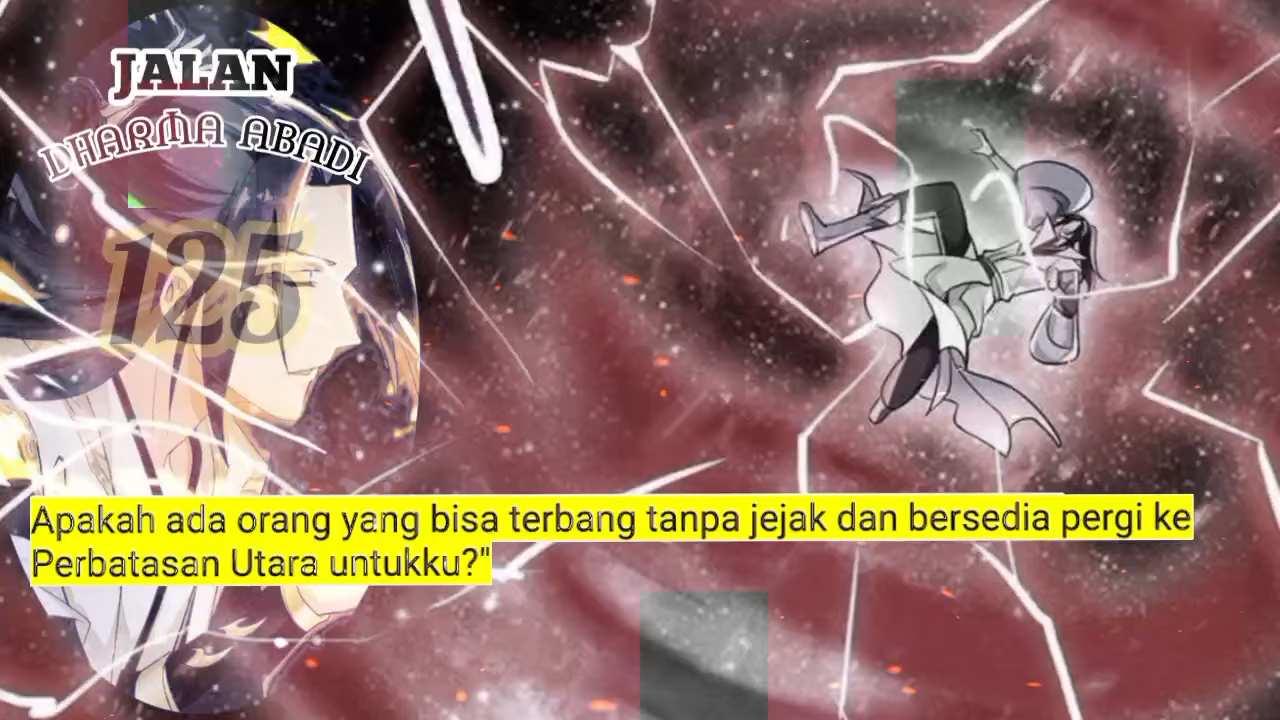 JALAN
DHARMA ABADI
125
Apakah ada orang yang bisa terbang tanpa jejak dan bersedia pergi ke
Perbatasan Utara untukku?"